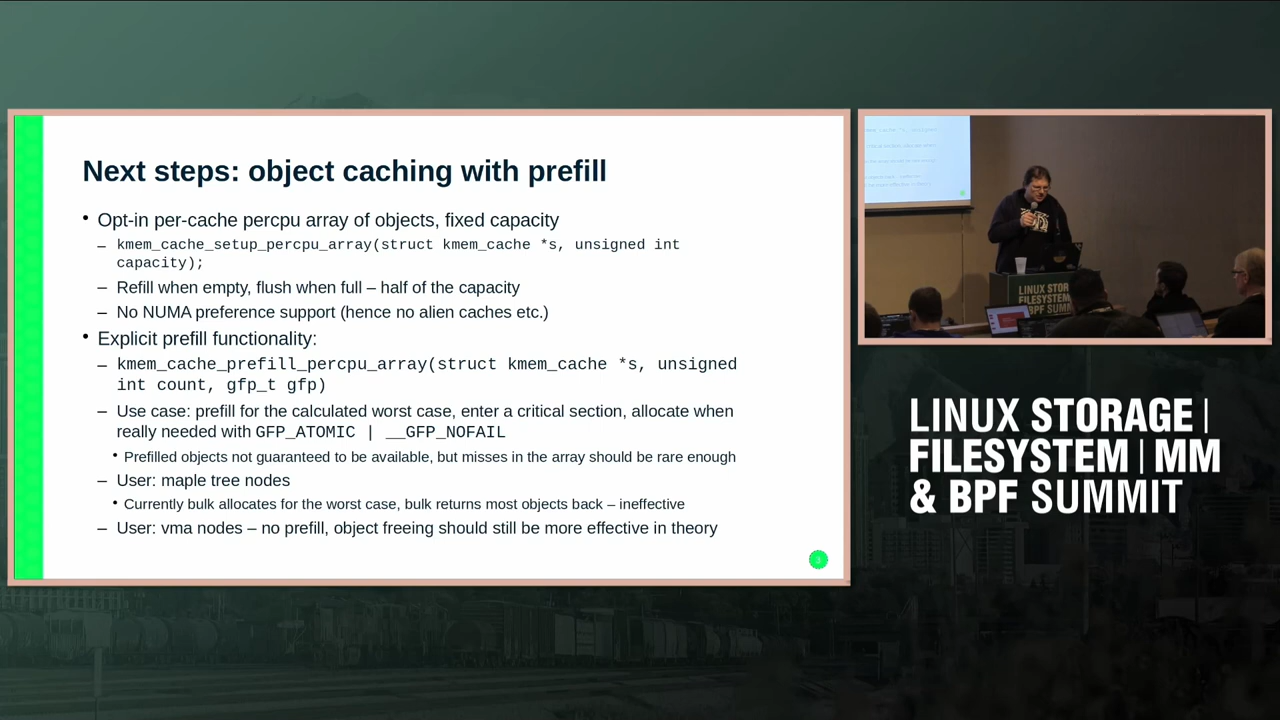 Next steps: object caching with prefill
• Opt-in per-cache percpu array of objects, fixed capacity
– kmem_cache_setup_percpu_array(struct kmem_cache *s, unsigned int
capacity);
– Refill when empty, flush when full – half of the capacity
– No NUMA preference support (hence no alien caches etc.)
• Explicit prefill functionality:
– kmem_cache_prefill_percpu_array(struct kmem_cache *s, unsigned
int count, gfp_t gfp)
– Use case: prefill for the calculated worst case, enter a critical section, allocate when
really needed with GFP_ATOMIC | __GFP_NOFAIL
• Prefilled objects not guaranteed to be available, but misses in the array should be rare enough
– User: maple tree nodes
• Currently bulk allocates for the worst case, bulk returns most objects back – ineffective
– User: vma nodes – no prefill, object freeing should still be more effective in theory
3
LINUX STOR
FILESYSTEM
BPF SUMM
LINUX STORAGE |
FILESYSTEM | MM
& BPF SUMMIT